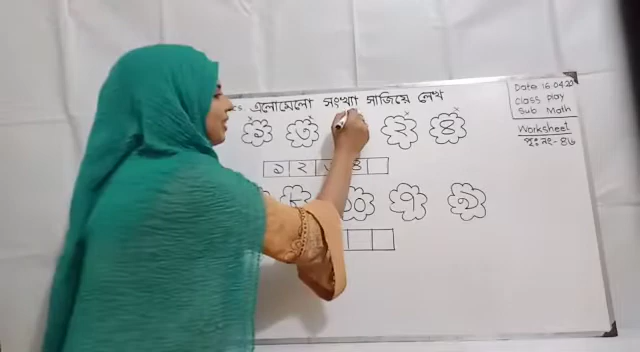 এলোমেলো সংখ্যা সাজিয়ে লেখ
Date 16.04.20
Class Play
Sub Math
Worksheet
পৃ: নং- ৪৬
১ ৩ ২ ৪
১ ২ ৪
১০ ৭ ৯